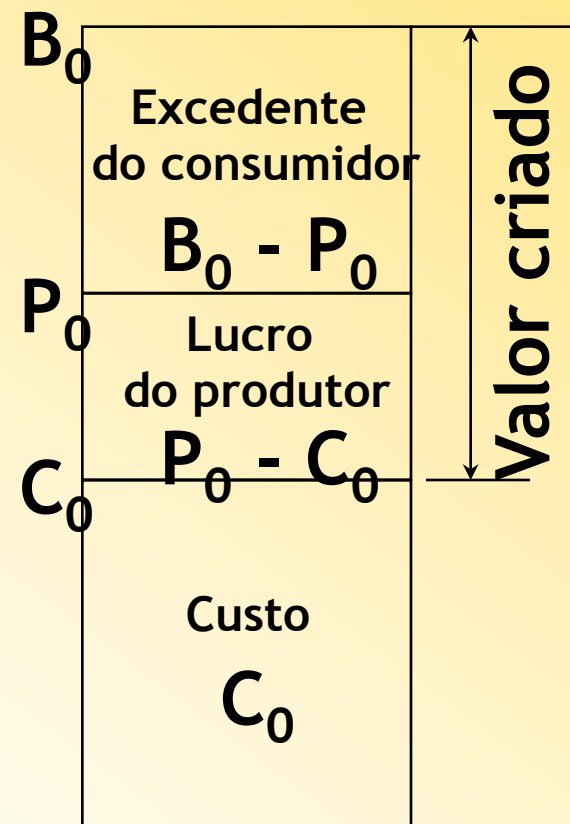 B₀
Excedente
do consumidor
B₀ - P₀
P₀
Lucro
do produtor
P₀ - C₀
C₀
Custo
C₀
Valor criado